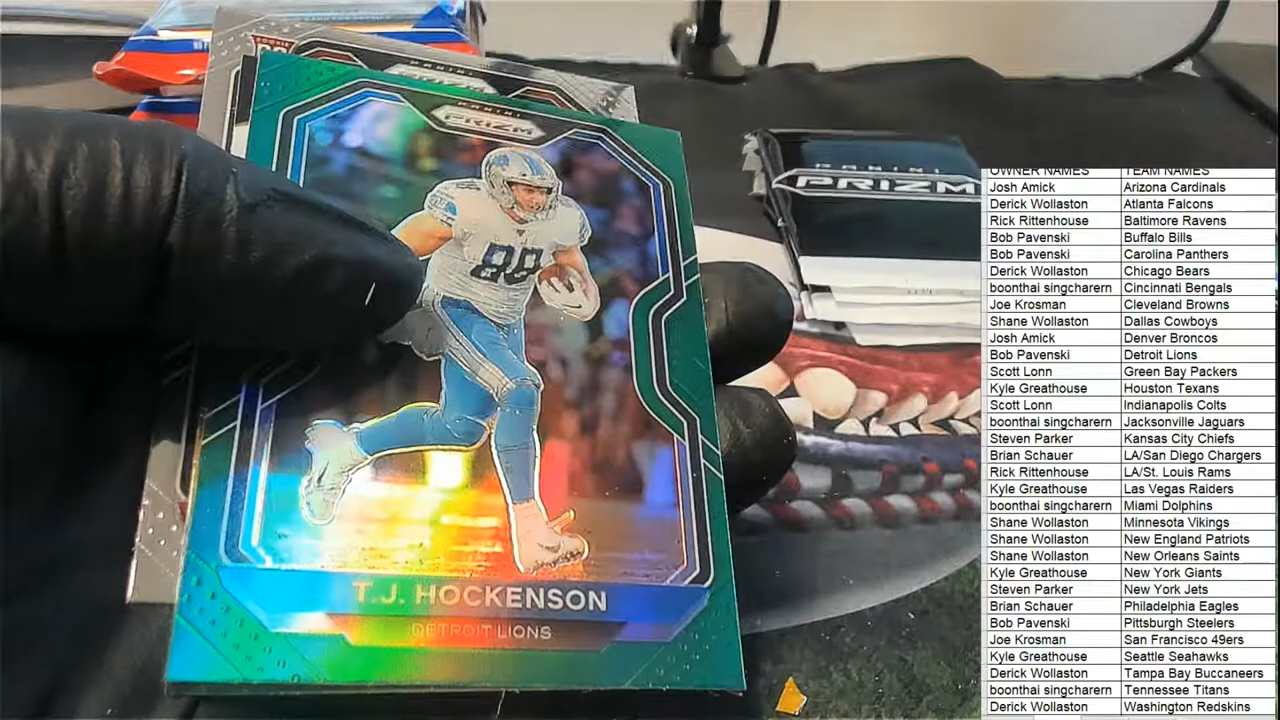 ROOKIE
PANINI
PRIZM
PANINI
PRIZM
88
T.J. HOCKENSON
DETROIT LIONS
PANINI
PRIZM
OWNER NAMES TEAM NAMES
Josh Amick Arizona Cardinals
Derick Wollaston Atlanta Falcons
Rick Rittenhouse Baltimore Ravens
Bob Pavenski Buffalo Bills
Bob Pavenski Carolina Panthers
Derick Wollaston Chicago Bears
boonthai singcharern Cincinnati Bengals
Joe Krosman Cleveland Browns
Shane Wollaston Dallas Cowboys
Josh Amick Denver Broncos
Bob Pavenski Detroit Lions
Scott Lonn Green Bay Packers
Kyle Greathouse Houston Texans
Scott Lonn Indianapolis Colts
boonthai singcharern Jacksonville Jaguars
Steven Parker Kansas City Chiefs
Brian Schauer LA/San Diego Chargers
Rick Rittenhouse LA/St. Louis Rams
Kyle Greathouse Las Vegas Raiders
boonthai singcharern Miami Dolphins
Shane Wollaston Minnesota Vikings
Shane Wollaston New England Patriots
Shane Wollaston New Orleans Saints
Kyle Greathouse New York Giants
Steven Parker New York Jets
Brian Schauer Philadelphia Eagles
Bob Pavenski Pittsburgh Steelers
Joe Krosman San Francisco 49ers
Kyle Greathouse Seattle Seahawks
Derick Wollaston Tampa Bay Buccaneers
boonthai singcharern Tennessee Titans
Derick Wollaston Washington Redskins